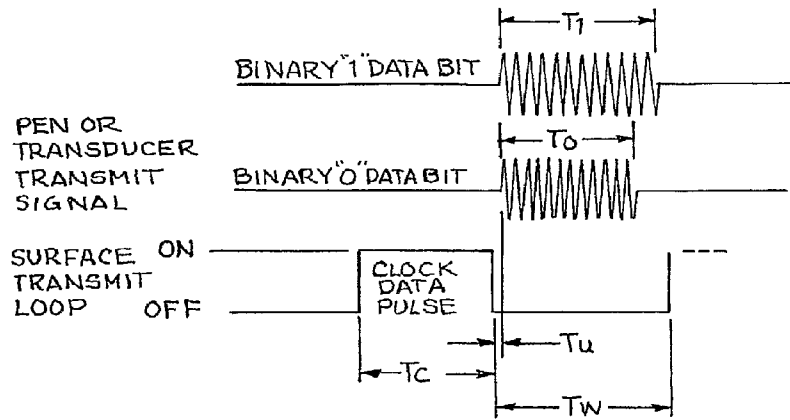 T1
BINARY "1" DATA BIT
PEN OR
TRANSDUCER
TRANSMIT
SIGNAL
T0
BINARY "0" DATA BIT
SURFACE
TRANSMIT
LOOP
ON
OFF
CLOCK
DATA
PULSE
Tu
Tc
TW